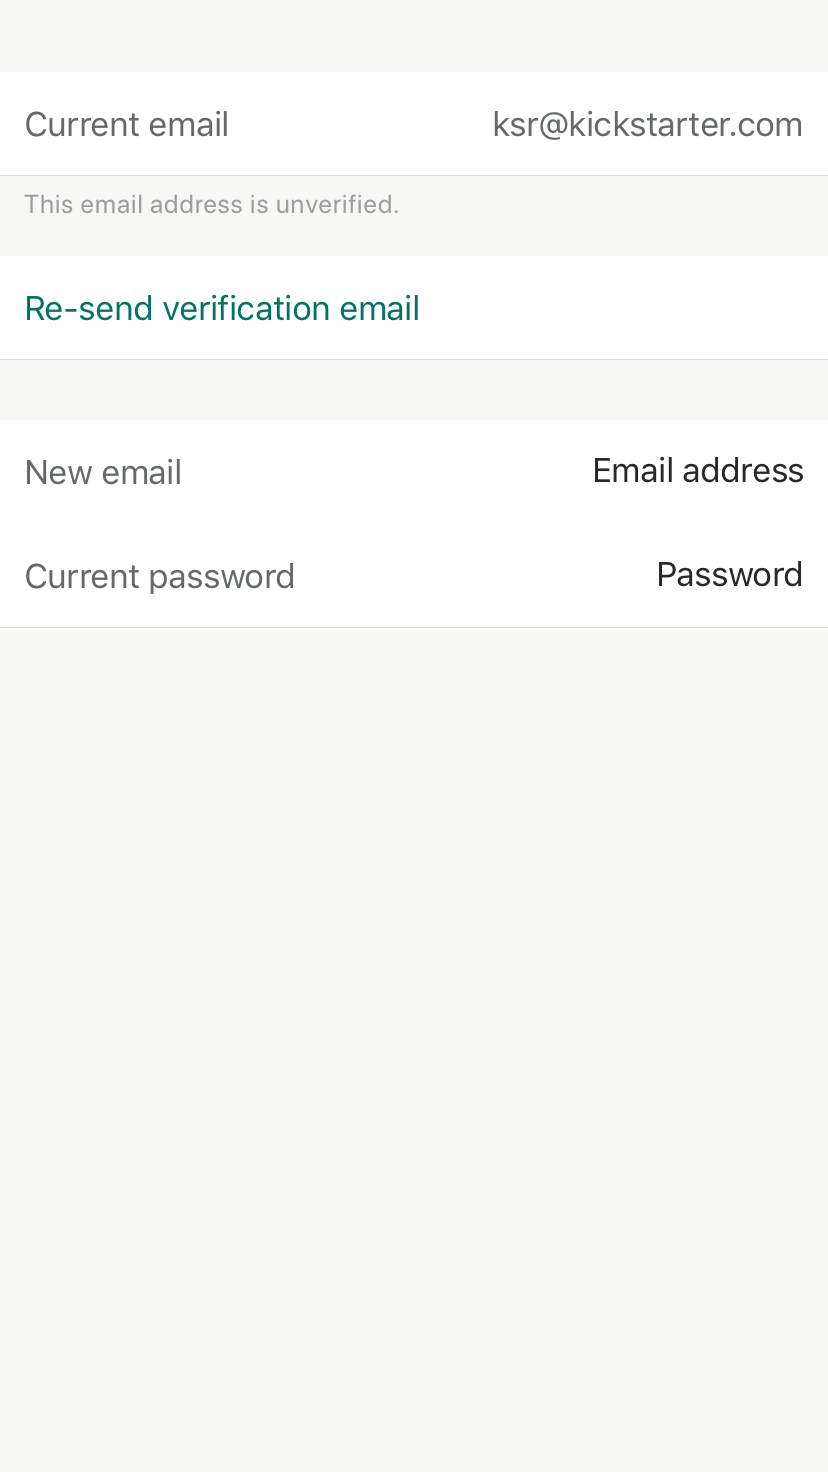 Current email ksr@kickstarter.com
This email address is unverified.
Re-send verification email
New email Email address
Current password Password